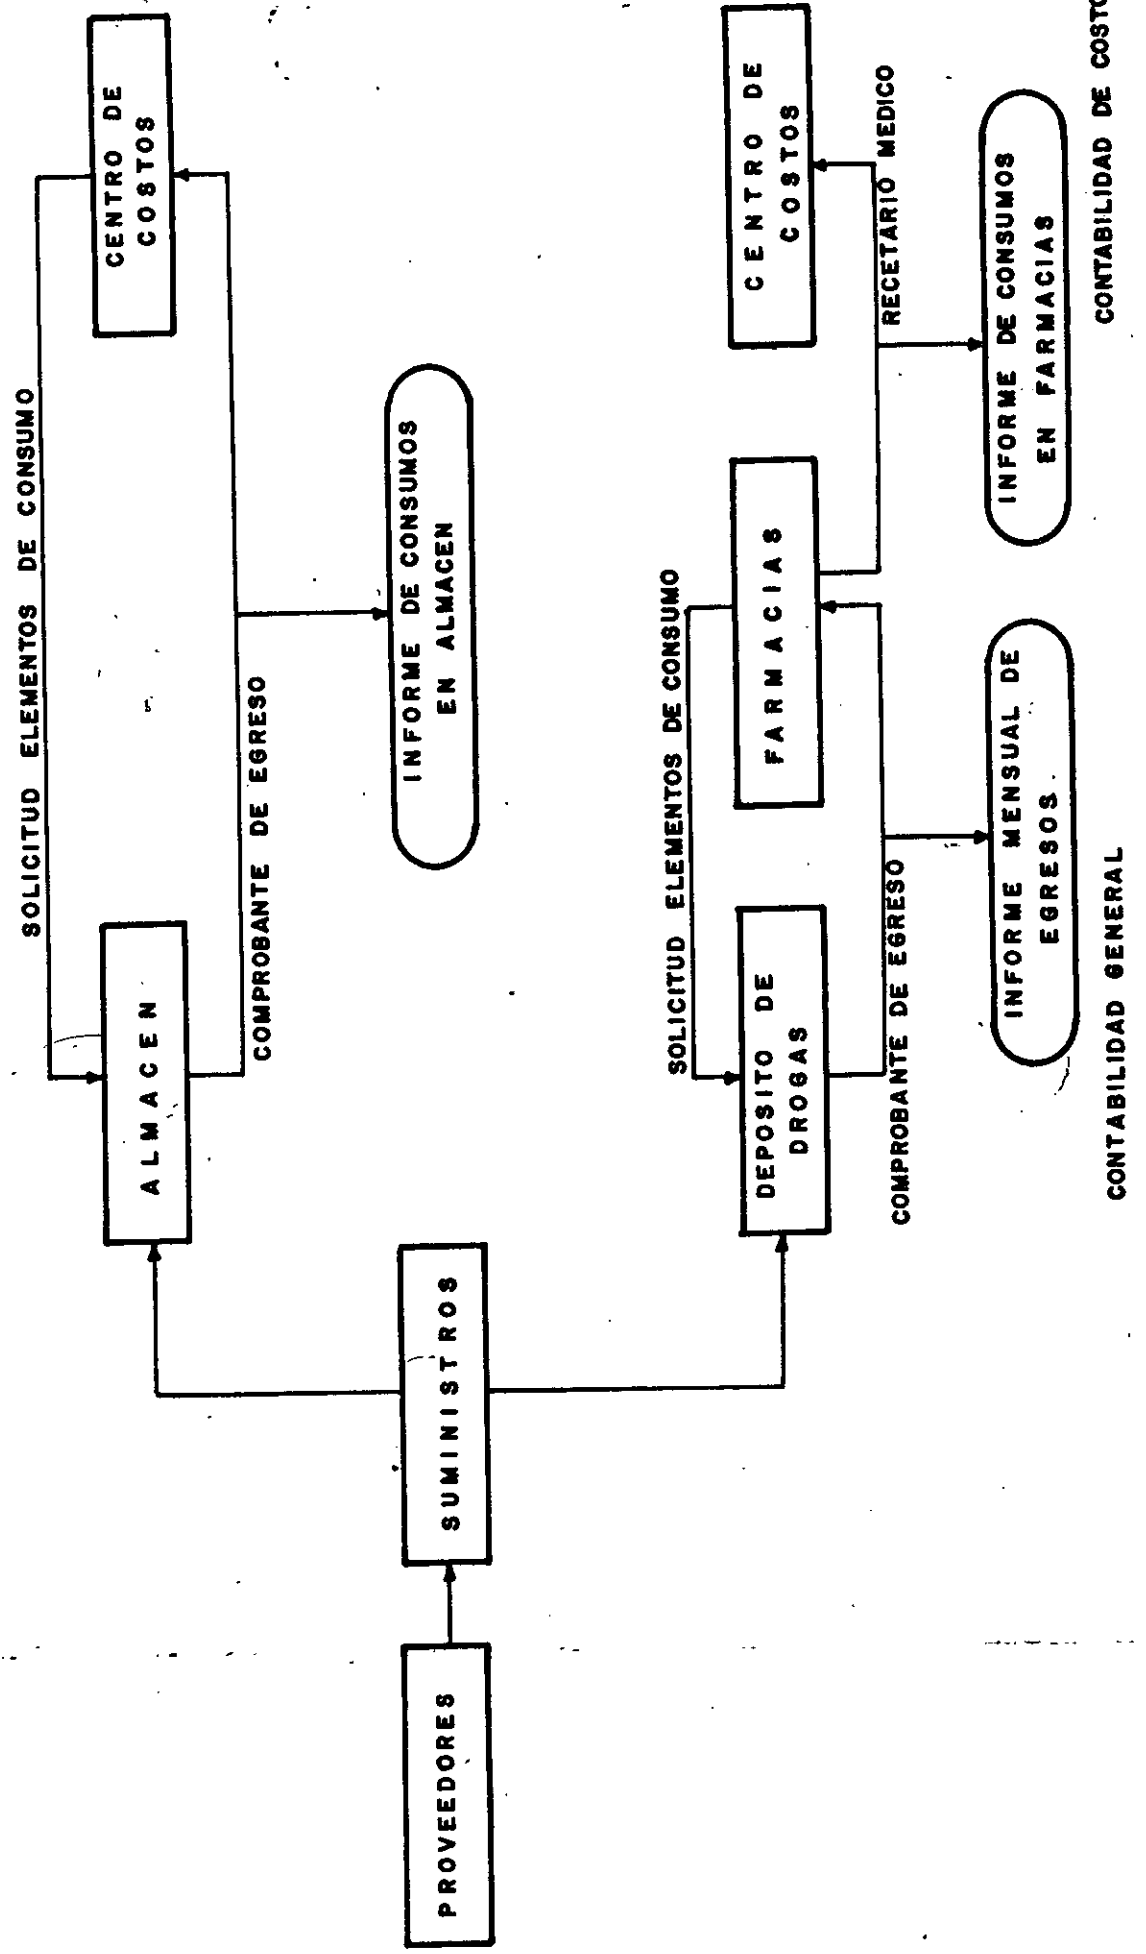 SOLICITUD ELEMENTOS DE CONSUMO
CENTRO DE
COSTOS
ALMACEN
COMPROBANTE DE EGRESO
INFORME DE CONSUMOS
EN ALMACEN
PROVEEDORES
SUMINISTROS
SOLICITUD ELEMENTOS DE CONSUMO
DEPOSITO DE
DROGAS
FARMACIAS
CENTRO DE
COSTOS
COMPROBANTE DE EGRESO
RECETARIO MEDICO
INFORME MENSUAL DE
EGRESOS.
INFORME DE CONSUMOS
EN FARMACIAS
CONTABILIDAD GENERAL
CONTABILIDAD DE COSTO